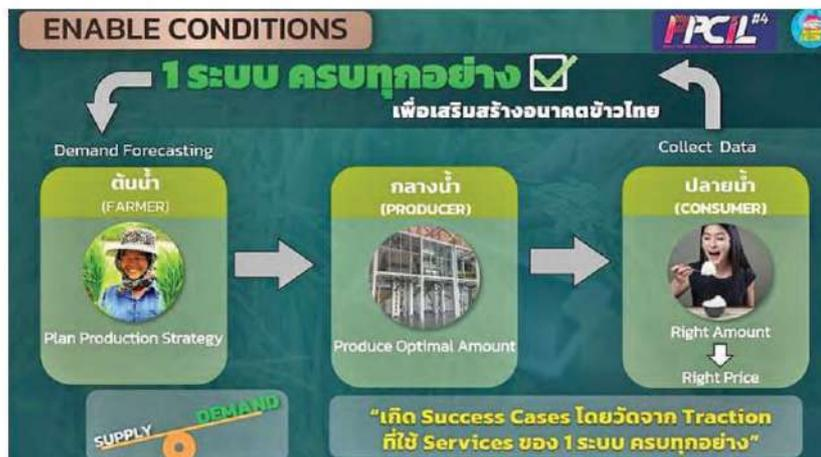 ENABLE CONDITIONS
FPCIL #4
1 ระบบ ครบทุกอย่าง
เพื่อเสริมสร้างอนาคตข้าวไทย
Demand Forecasting
Collect Data
ต้นน้ำ
(FARMER)
Plan Production Strategy
กลางน้ำ
(PRODUCER)
Produce Optimal Amount
ปลายน้ำ
(CONSUMER)
Right Amount
Right Price
SUPPLY
DEMAND
“เกิด Success Cases โดยวัดจาก Traction
ที่ใช้ Services ของ 1 ระบบ ครบทุกอย่าง”